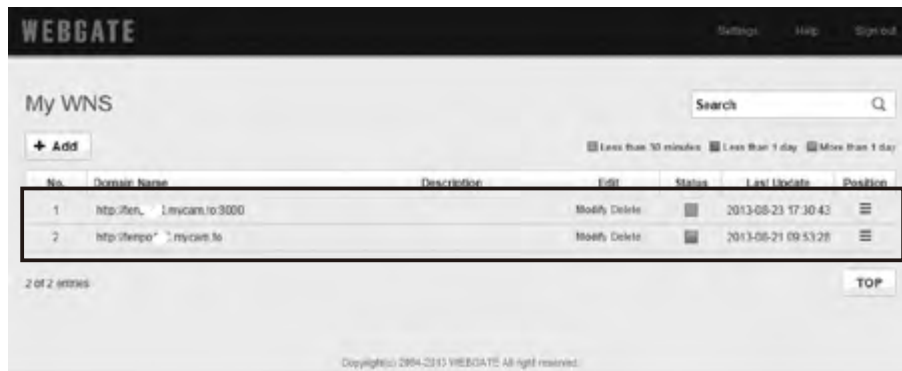 WEBGATE
Settings Help Sign out
My WNS
Search
+ Add
Less than 30 minutes Less than 1 day More than 1 day
No. Domain Name Description Edit Status Last Update Position
1 .mycam.to:3000 Modify Delete 2013-08-23 17:30:43
2 mycam.to Modify Delete 2013-08-21 09:53:28
2 of 2 entries
TOP
Copyright(c) 2004-2013 WEBGATE All right reserved.